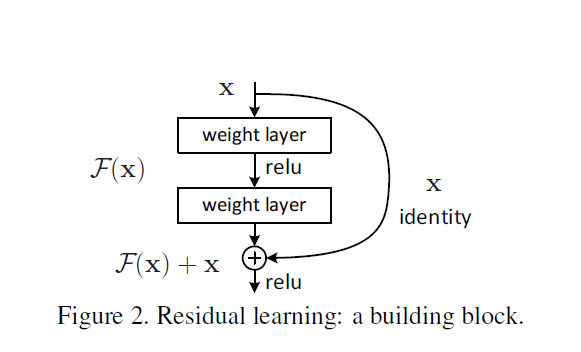 x
weight layer
F(x)
relu
x
weight layer
identity
F(x) + x
relu
Figure 2. Residual learning: a building block.